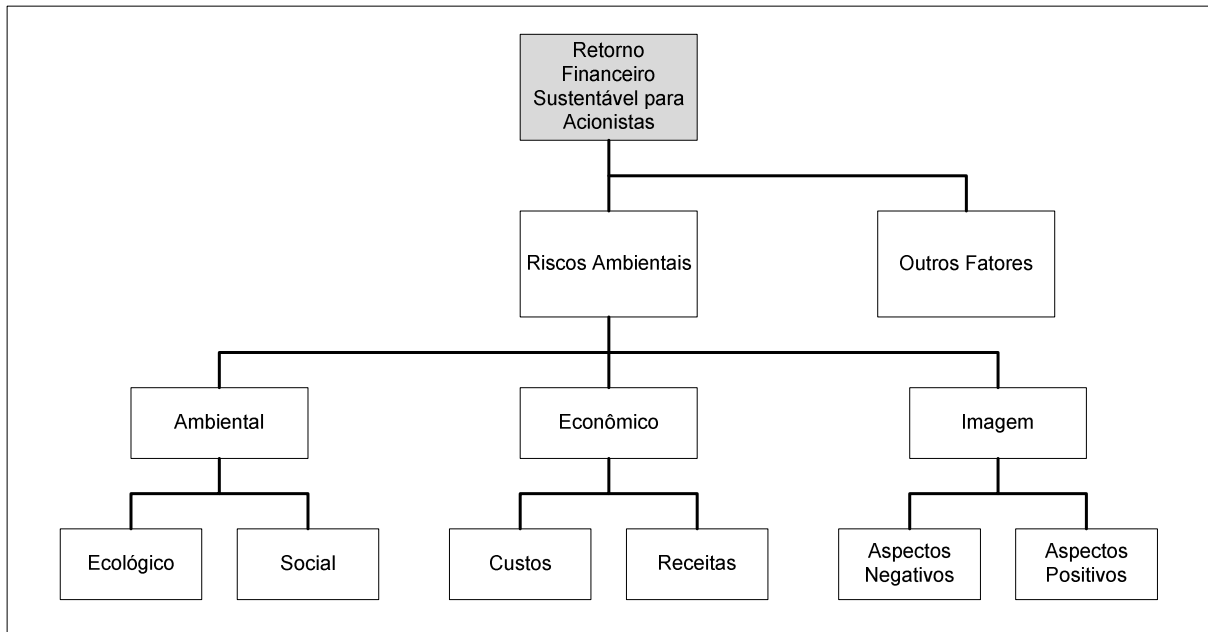 Retorno
Financeiro
Sustentável para
Acionistas
Riscos Ambientais
Outros Fatores
Ambiental
Econômico
Imagem
Ecológico
Social
Custos
Receitas
Aspectos
Negativos
Aspectos
Positivos